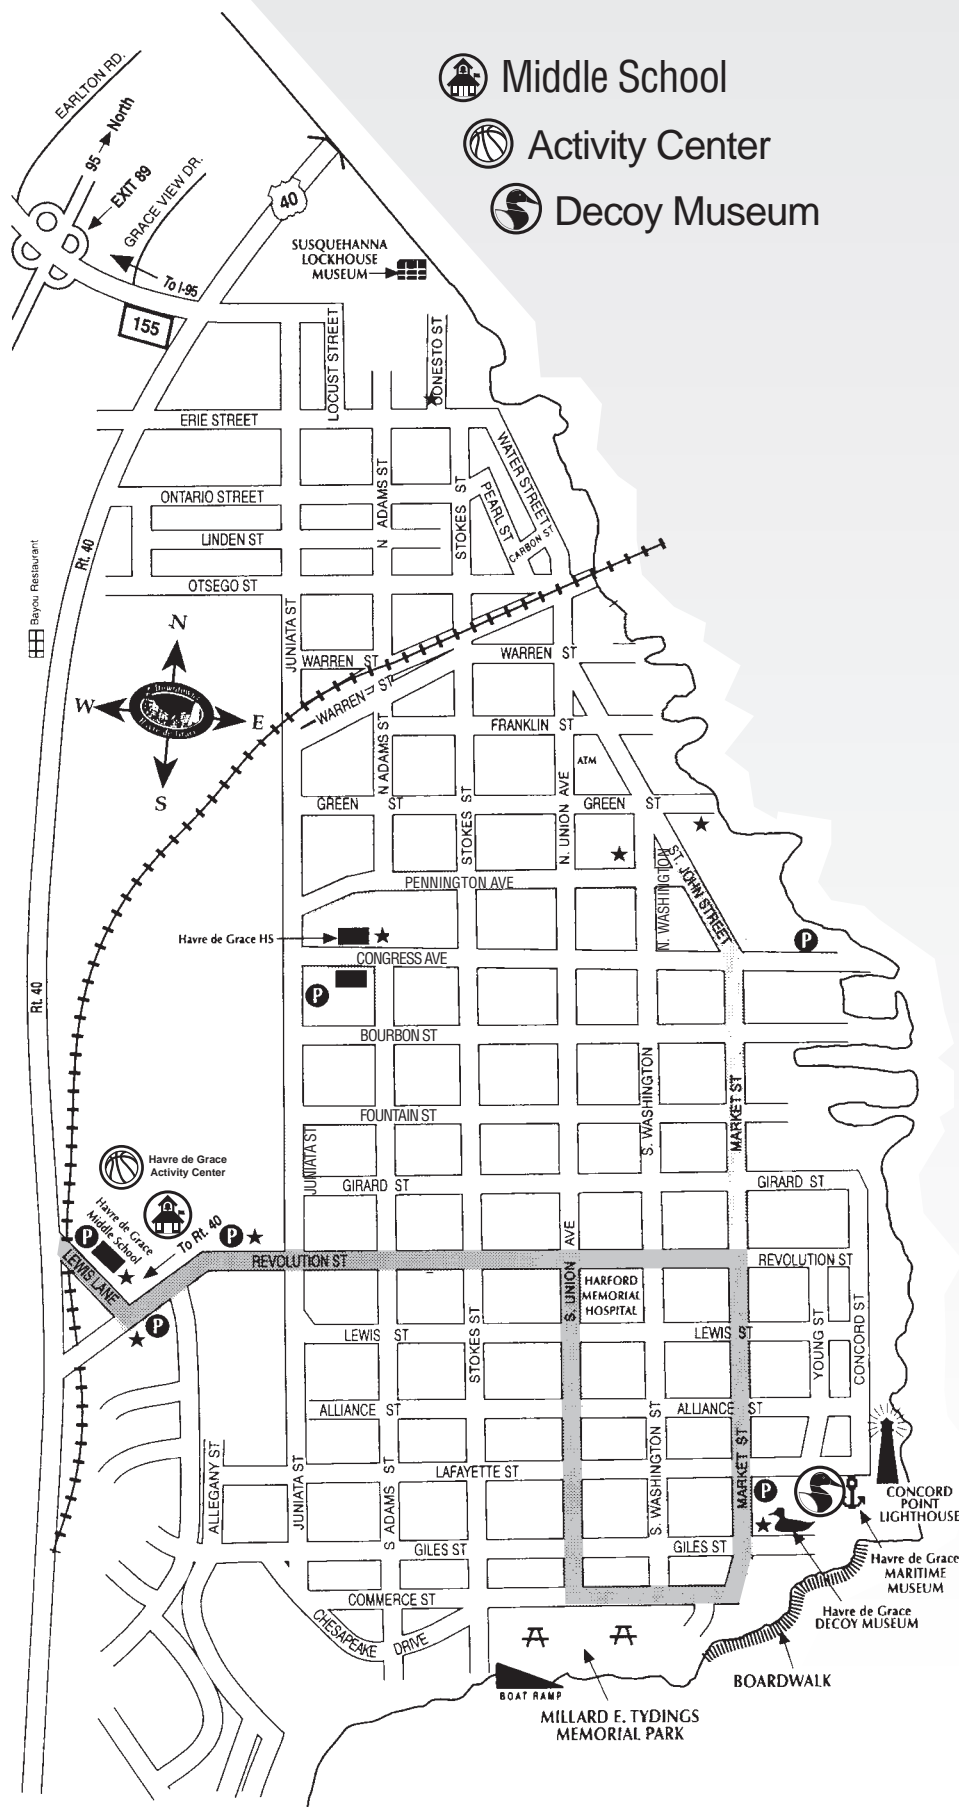 Middle School
Activity Center
Decoy Museum
EARLTON RD.
95 → North
EXIT 89
GRACE VIEW DR.
To I-95
155
40
SUSQUEHANNA
LOCKHOUSE
MUSEUM
LOCUST STREET
CONESTO ST
ERIE STREET
WATER STREET
ONTARIO STREET
N ADAMS ST
STOKES ST
PEARL ST
CARBON ST
LINDEN ST
OTSEGO ST
Rt. 40
Bayou Restaurant
JUNIATA ST
WARREN ST
WARREN ST
WARREN ST
N
W
E
S
FRANKLIN ST
N ADAMS ST
ATM
GREEN ST
STOKES ST
N. UNION AVE
GREEN ST
PENNINGTON AVE
N. WASHINGTON
ST. JOHN STREET
Havre de Grace HS
CONGRESS AVE
P
P
Rt. 40
BOURBON ST
FOUNTAIN ST
S. WASHINGTON
MARKET ST
JUNIATA ST
GIRARD ST
GIRARD ST
Havre de Grace
Activity Center
Havre de Grace
Middle School
To Rt. 40
P
P
P
LEWIS LANE
REVOLUTION ST
S. UNION AVE
REVOLUTION ST
HARFORD
MEMORIAL
HOSPITAL
LEWIS ST
STOKES ST
LEWIS ST
YOUNG ST
CONCORD ST
ALLIANCE ST
ALLIANCE ST
S. WASHINGTON ST
MARKET ST
ALLEGANY ST
JUNIATA ST
S ADAMS ST
LAFAYETTE ST
P
CONCORD
POINT
LIGHTHOUSE
GILES ST
GILES ST
Havre de Grace
MARITIME
MUSEUM
Havre de Grace
DECOY MUSEUM
COMMERCE ST
CHESAPEAKE DRIVE
BOARDWALK
BOAT RAMP
MILLARD E. TYDINGS
MEMORIAL PARK